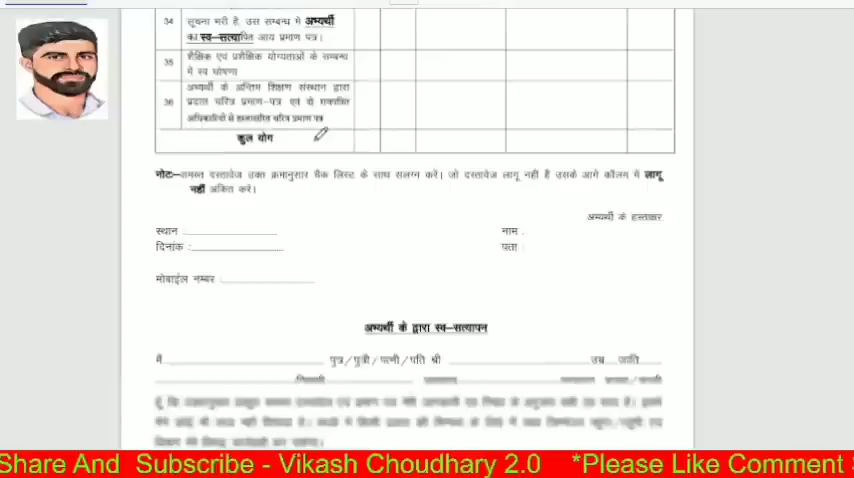 34
सूचना भरी है, उस सम्बन्ध में अभ्यर्थी
का स्व–सत्यापित आय प्रमाण पत्र।
35
शैक्षिक एवं प्रशैक्षिक योग्यताओं के सम्बन्ध
में स्व घोषणा
36
अभ्यर्थी के अन्तिम शिक्षण संस्थान द्वारा
प्रदत्त चरित्र प्रमाण–पत्र एवं दो राजपत्रित
अधिकारियों से हस्ताक्षरित चरित्र प्रमाण पत्र
कुल योग
नोटः–समस्त दस्तावेज उक्त क्रमानुसार चैक लिस्ट के साथ संलग्न करें। जो दस्तावेज लागू नहीं हैं उसके आगे कॉलम में लागू
नहीं अंकित करें।
अभ्यर्थी के हस्ताक्षर
स्थान : नाम :
दिनांक : पता :
मोबाईल नम्बर :
अभ्यर्थी के द्वारा स्व–सत्यापन
मैं पुत्र/पुत्री/पत्नी/पति श्री उम्र जाति
Share And Subscribe - Vikash Choudhary 2.0 *Please Like Comment